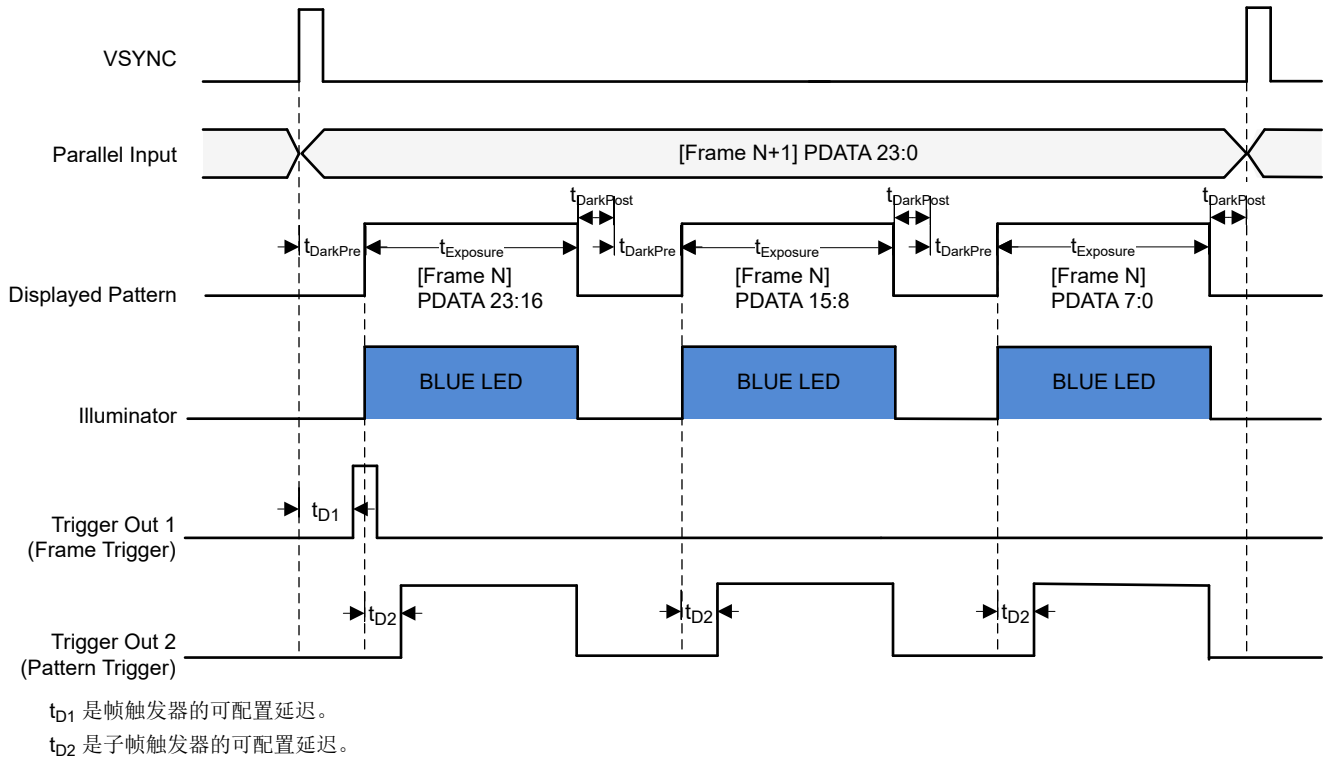 VSYNC
Parallel Input
[Frame N+1] PDATA 23:0
tDarkPost tDarkPost tDarkPost
tDarkPre tExposure tDarkPre tExposure tDarkPre tExposure
Displayed Pattern
[Frame N] [Frame N] [Frame N]
PDATA 23:16 PDATA 15:8 PDATA 7:0
BLUE LED BLUE LED BLUE LED
Illuminator
tD1
Trigger Out 1
(Frame Trigger)
tD2 tD2 tD2
Trigger Out 2
(Pattern Trigger)
tD1 是帧触发器的可配置延迟。
tD2 是子帧触发器的可配置延迟。